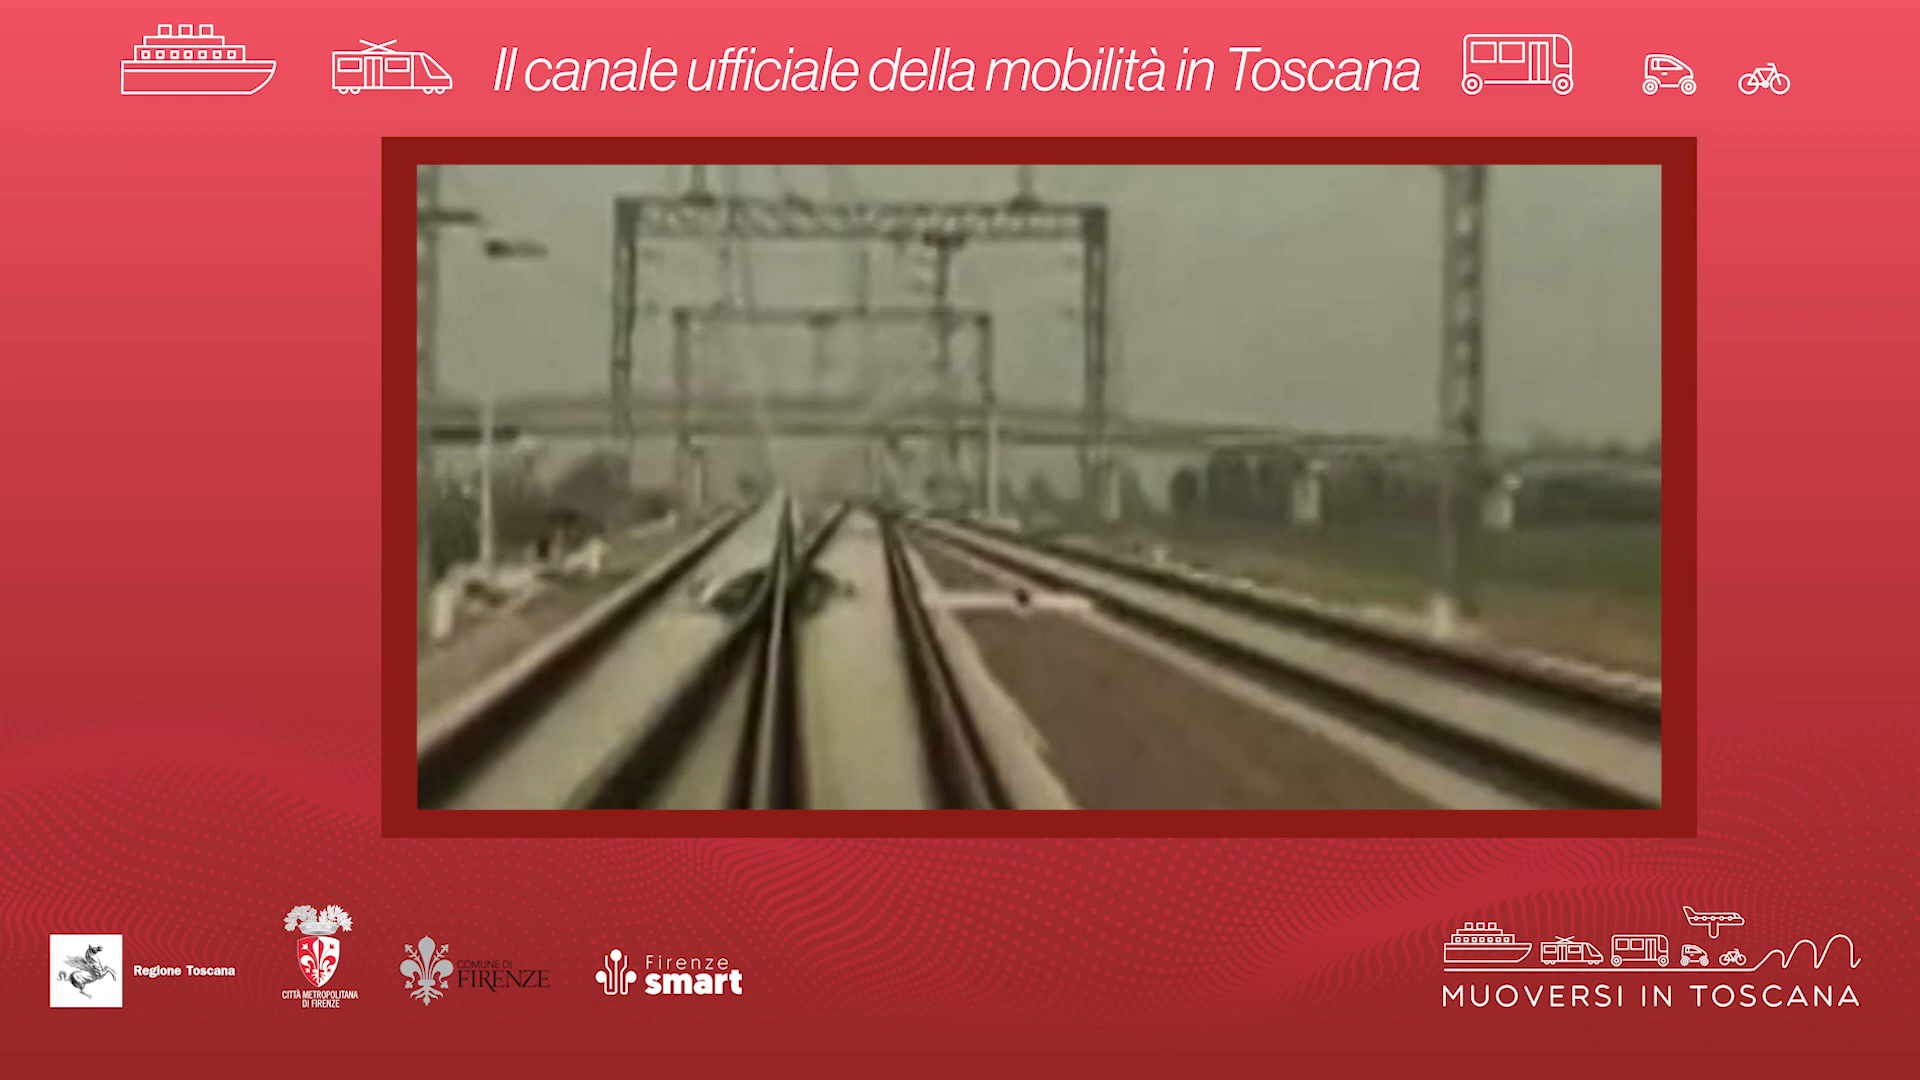 Il canale ufficiale della mobilità in Toscana
Regione Toscana
CITTÀ METROPOLITANA
DI FIRENZE
COMUNE DI
FIRENZE
Firenze
smart
MUOVERSI IN TOSCANA